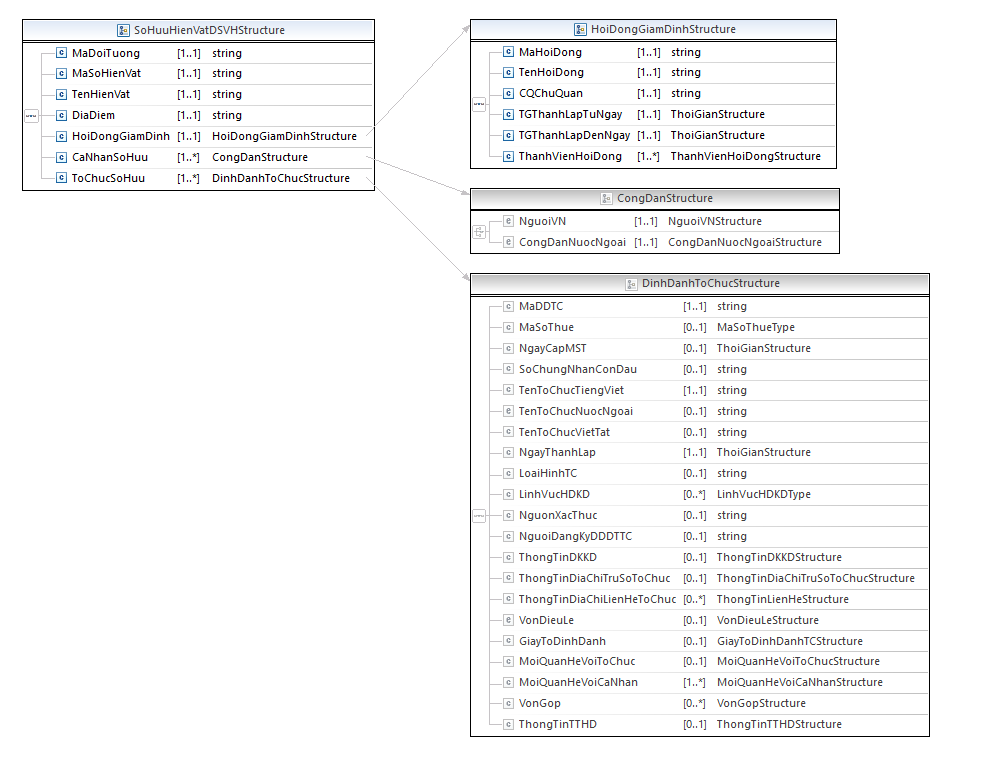 SoHuuHienVatDSVHStructure
MaDoiTuong [1..1] string
MaSoHienVat [1..1] string
TenHienVat [1..1] string
DiaDiem [1..1] string
HoiDongGiamDinh [1..1] HoiDongGiamDinhStructure
CaNhanSoHuu [1..*] CongDanStructure
ToChucSoHuu [1..*] DinhDanhToChucStructure
HoiDongGiamDinhStructure
MaHoiDong [1..1] string
TenHoiDong [1..1] string
CQChuQuan [1..1] string
TGThanhLapTuNgay [1..1] ThoiGianStructure
TGThanhLapDenNgay [1..1] ThoiGianStructure
ThanhVienHoiDong [1..*] ThanhVienHoiDongStructure
CongDanStructure
NguoiVN [1..1] NguoiVNStructure
CongDanNuocNgoai [1..1] CongDanNuocNgoaiStructure
DinhDanhToChucStructure
MaDDTC [1..1] string
MaSoThue [0..1] MaSoThueType
NgayCapMST [0..1] ThoiGianStructure
SoChungNhanConDau [0..1] string
TenToChucTiengViet [1..1] string
TenToChucNuocNgoai [0..1] string
TenToChucVietTat [0..1] string
NgayThanhLap [1..1] ThoiGianStructure
LoaiHinhTC [0..1] string
LinhVucHDKD [0..*] LinhVucHDKDType
NguonXacThuc [0..1] string
NguoiDangKyDDDTTC [0..1] string
ThongTinDKKD [0..1] ThongTinDKKDStructure
ThongTinDiaChiTruSoToChuc [0..1] ThongTinDiaChiTruSoToChucStructure
ThongTinDiaChiLienHeToChuc [0..*] ThongTinLienHeStructure
VonDieuLe [0..1] VonDieuLeStructure
GiayToDinhDanh [0..1] GiayToDinhDanhTCStructure
MoiQuanHeVoiToChuc [0..1] MoiQuanHeVoiToChucStructure
MoiQuanHeVoiCaNhan [1..*] MoiQuanHeVoiCaNhanStructure
VonGop [0..*] VonGopStructure
ThongTinTTHD [0..1] ThongTinTTHDStructure